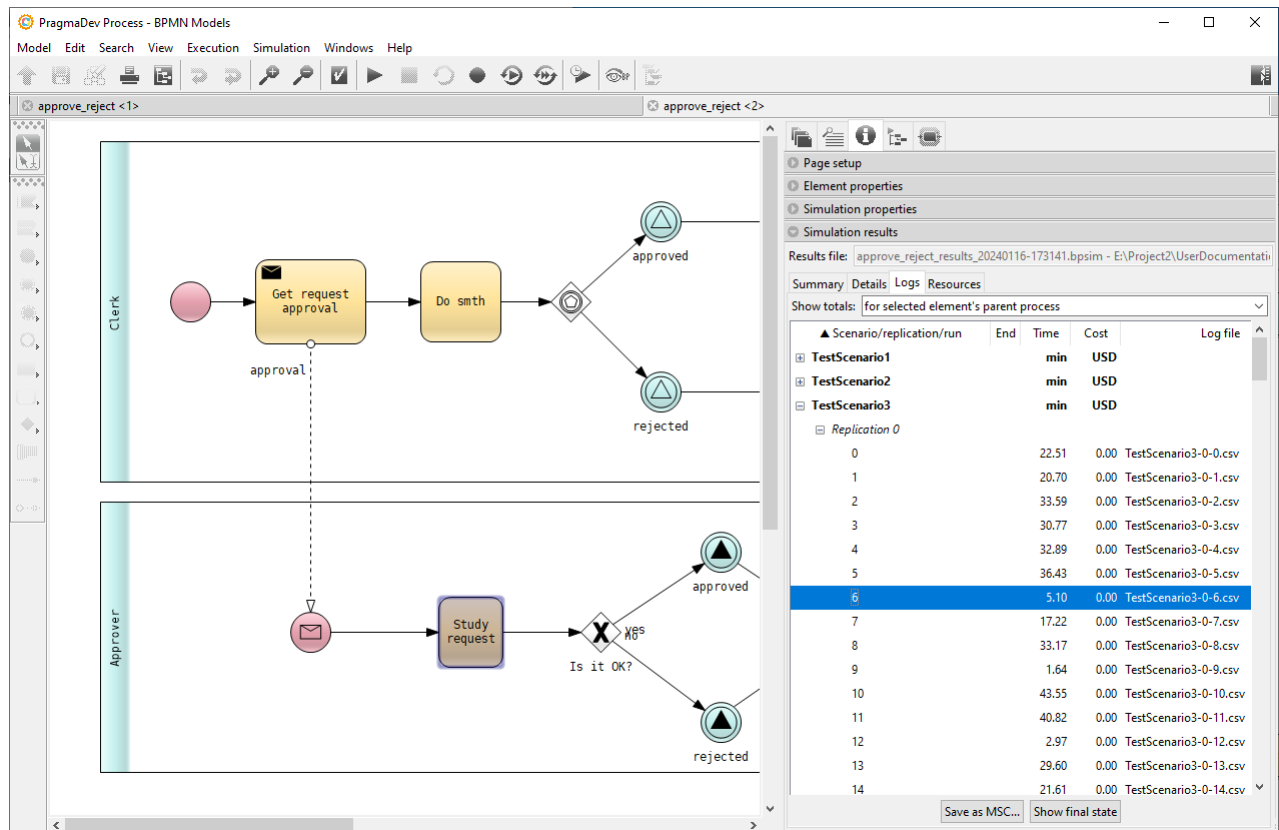 PragmaDev Process - BPMN Models
Model Edit Search View Execution Simulation Windows Help
approve_reject <1>
approve_reject <2>
Clerk
Get request
approval
Do smth
approved
rejected
approval
Approver
Study
request
yes
no
Is it OK?
approved
rejected
Page setup
Element properties
Simulation properties
Simulation results
Results file: approve_reject_results_20240116-173141.bpsim - E:\Project2\UserDocumentati
Summary Details Logs Resources
Show totals: for selected element's parent process
▲ Scenario/replication/run End Time Cost Log file
TestScenario1 min USD
TestScenario2 min USD
TestScenario3 min USD
Replication 0
0 22.51 0.00 TestScenario3-0-0.csv
1 20.70 0.00 TestScenario3-0-1.csv
2 33.59 0.00 TestScenario3-0-2.csv
3 30.77 0.00 TestScenario3-0-3.csv
4 32.89 0.00 TestScenario3-0-4.csv
5 36.43 0.00 TestScenario3-0-5.csv
6 5.10 0.00 TestScenario3-0-6.csv
7 17.22 0.00 TestScenario3-0-7.csv
8 33.17 0.00 TestScenario3-0-8.csv
9 1.64 0.00 TestScenario3-0-9.csv
10 43.55 0.00 TestScenario3-0-10.csv
11 40.82 0.00 TestScenario3-0-11.csv
12 2.97 0.00 TestScenario3-0-12.csv
13 29.60 0.00 TestScenario3-0-13.csv
14 21.61 0.00 TestScenario3-0-14.csv
Save as MSC... Show final state